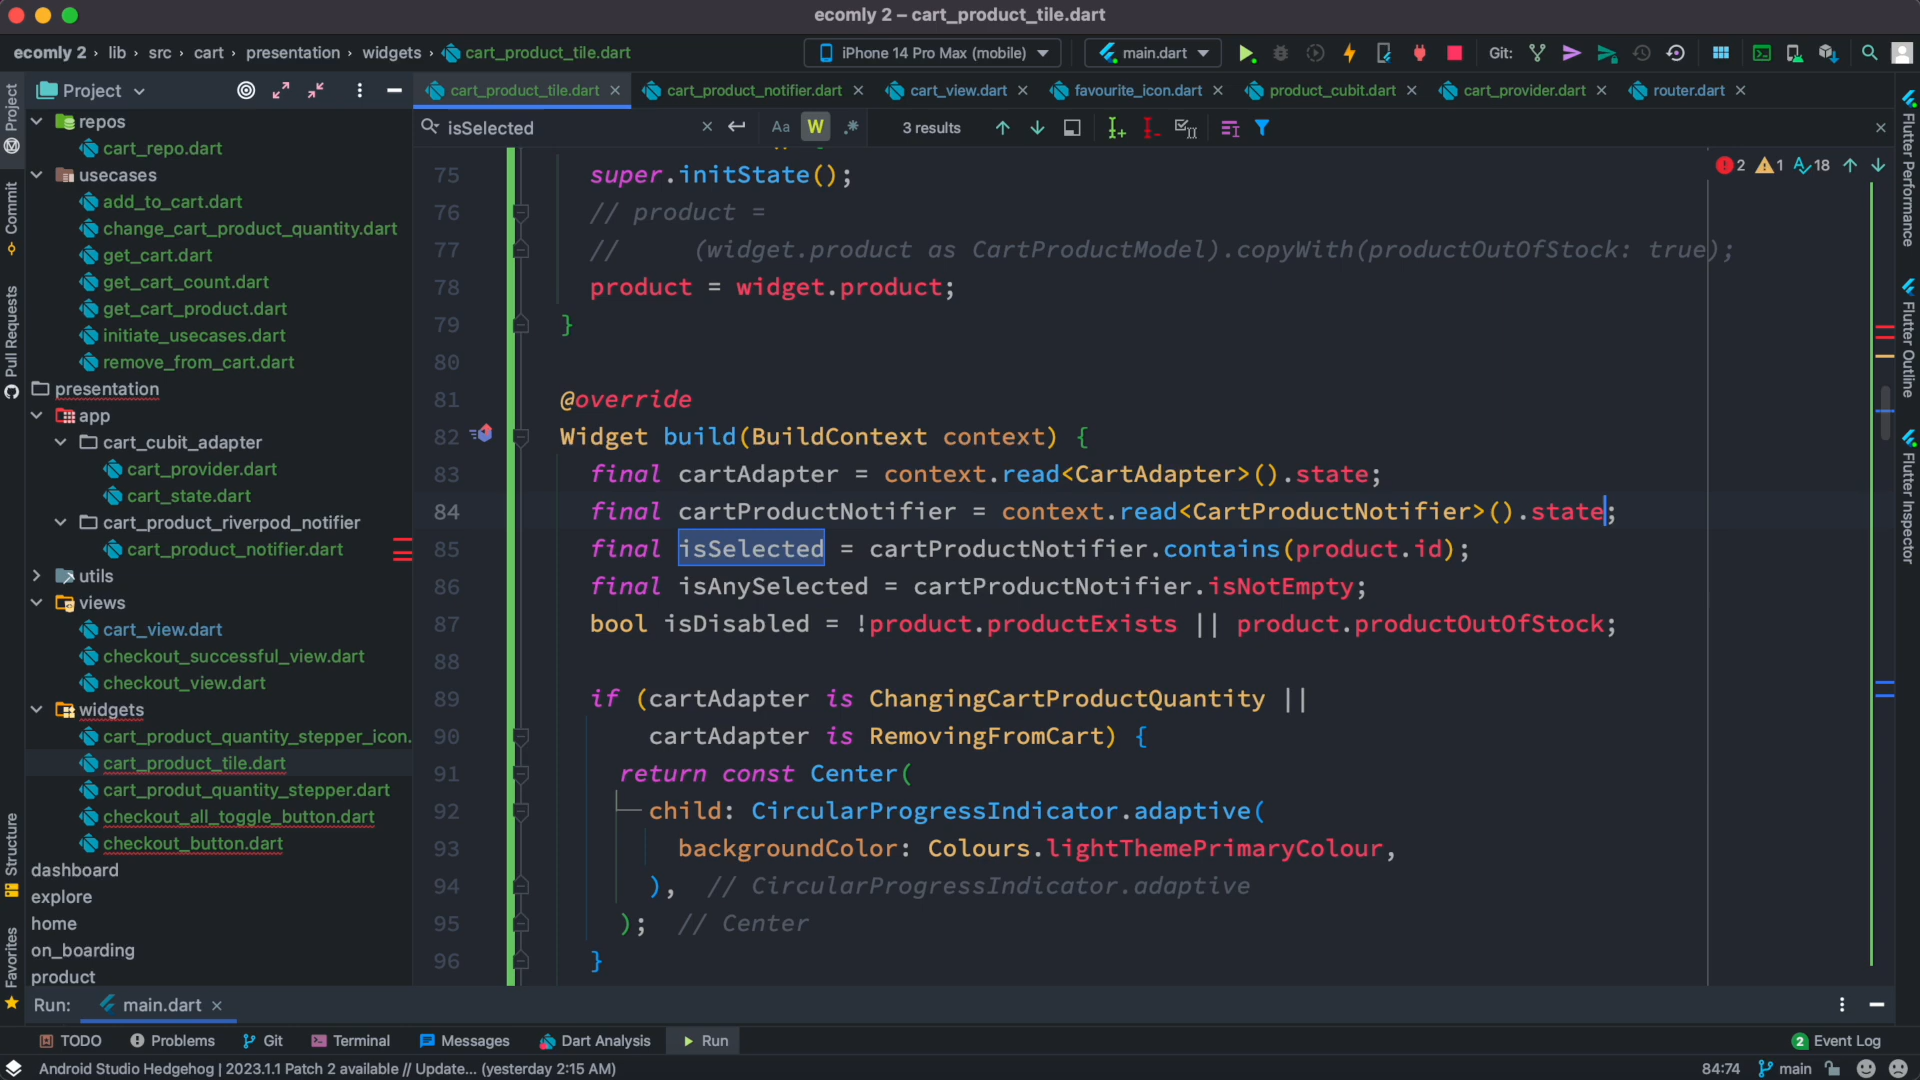 ecomly 2 – cart_product_tile.dart
ecomly 2 › lib › src › cart › presentation › widgets › cart_product_tile.dart
iPhone 14 Pro Max (mobile)
main.dart
Git:
Project
cart_product_tile.dart
cart_product_notifier.dart
cart_view.dart
favourite_icon.dart
product_cubit.dart
cart_provider.dart
router.dart
isSelected
Aa
W
3 results
2
1
18
repos
cart_repo.dart
usecases
add_to_cart.dart
change_cart_product_quantity.dart
get_cart.dart
get_cart_count.dart
get_cart_product.dart
initiate_usecases.dart
remove_from_cart.dart
presentation
app
cart_cubit_adapter
cart_provider.dart
cart_state.dart
cart_product_riverpod_notifier
cart_product_notifier.dart
utils
views
cart_view.dart
checkout_successful_view.dart
checkout_view.dart
widgets
cart_product_quantity_stepper_icon.
cart_product_tile.dart
cart_produt_quantity_stepper.dart
checkout_all_toggle_button.dart
checkout_button.dart
dashboard
explore
home
on_boarding
product
75 super.initState();
76 // product =
77 //     (widget.product as CartProductModel).copyWith(productOutOfStock: true);
78 product = widget.product;
79 }
80
81 @override
82 Widget build(BuildContext context) {
83 final cartAdapter = context.read<CartAdapter>().state;
84 final cartProductNotifier = context.read<CartProductNotifier>().state;
85 final isSelected = cartProductNotifier.contains(product.id);
86 final isAnySelected = cartProductNotifier.isNotEmpty;
87 bool isDisabled = !product.productExists || product.productOutOfStock;
88
89 if (cartAdapter is ChangingCartProductQuantity ||
90 cartAdapter is RemovingFromCart) {
91 return const Center(
92 child: CircularProgressIndicator.adaptive(
93 backgroundColor: Colours.lightThemePrimaryColour,
94 ), // CircularProgressIndicator.adaptive
95 ); // Center
96 }
Project
Commit
Pull Requests
Structure
Favorites
Flutter Performance
Flutter Outline
Flutter Inspector
Run:
main.dart
TODO
Problems
Git
Terminal
Messages
Dart Analysis
Run
2 Event Log
Android Studio Hedgehog | 2023.1.1 Patch 2 available // Update... (yesterday 2:15 AM)
84:74
main